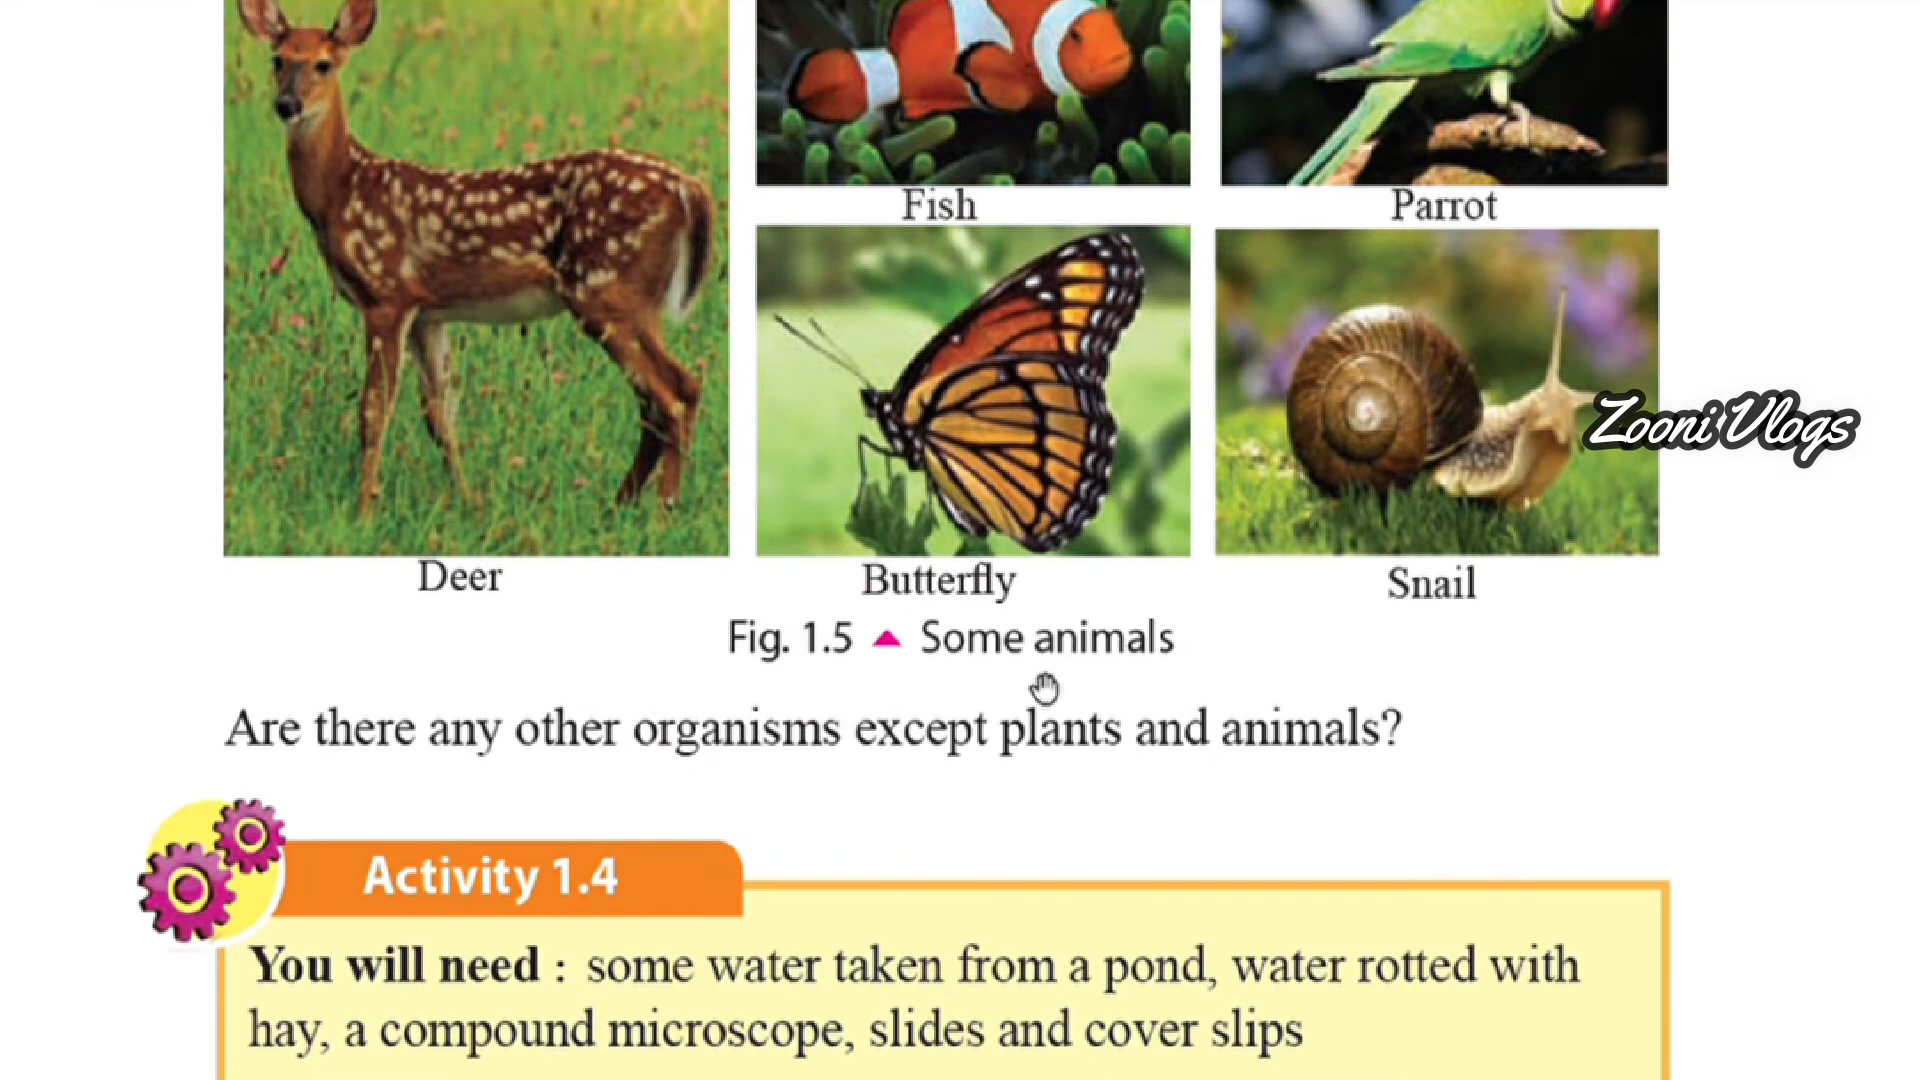 Fish
Parrot
Zooni Vlogs
Deer
Butterfly
Snail
Fig. 1.5 ▲ Some animals
Are there any other organisms except plants and animals?
Activity 1.4
You will need : some water taken from a pond, water rotted with
hay, a compound microscope, slides and cover slips